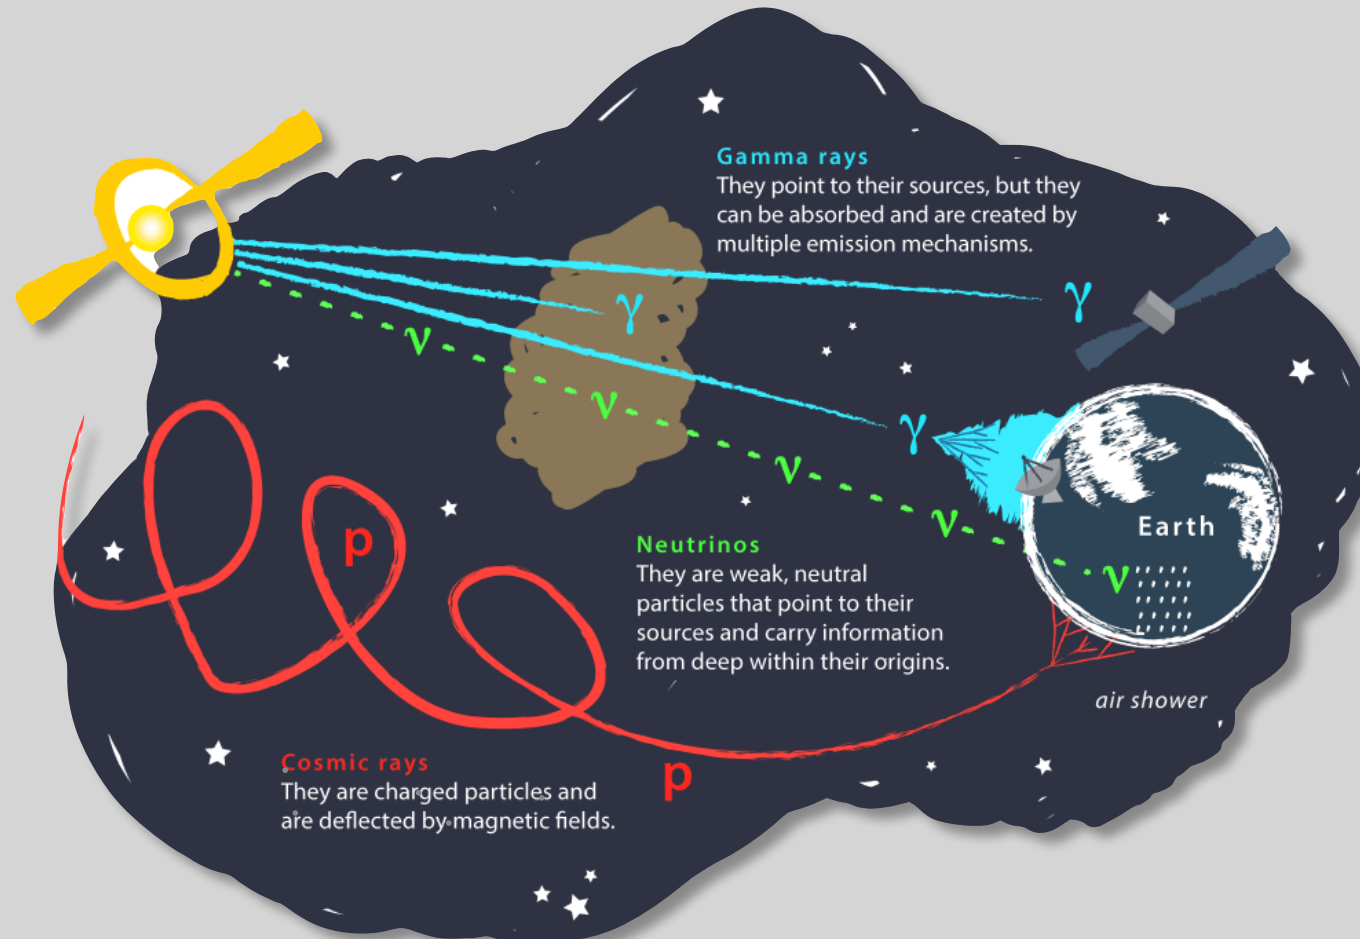 Gamma rays
They point to their sources, but they
can be absorbed and are created by
multiple emission mechanisms.
γ
γ
ν
ν
γ
ν
p
ν
Earth
Neutrinos
They are weak, neutral
particles that point to their
sources and carry information
from deep within their origins.
ν
air shower
Cosmic rays
They are charged particles and
are deflected by magnetic fields.
p